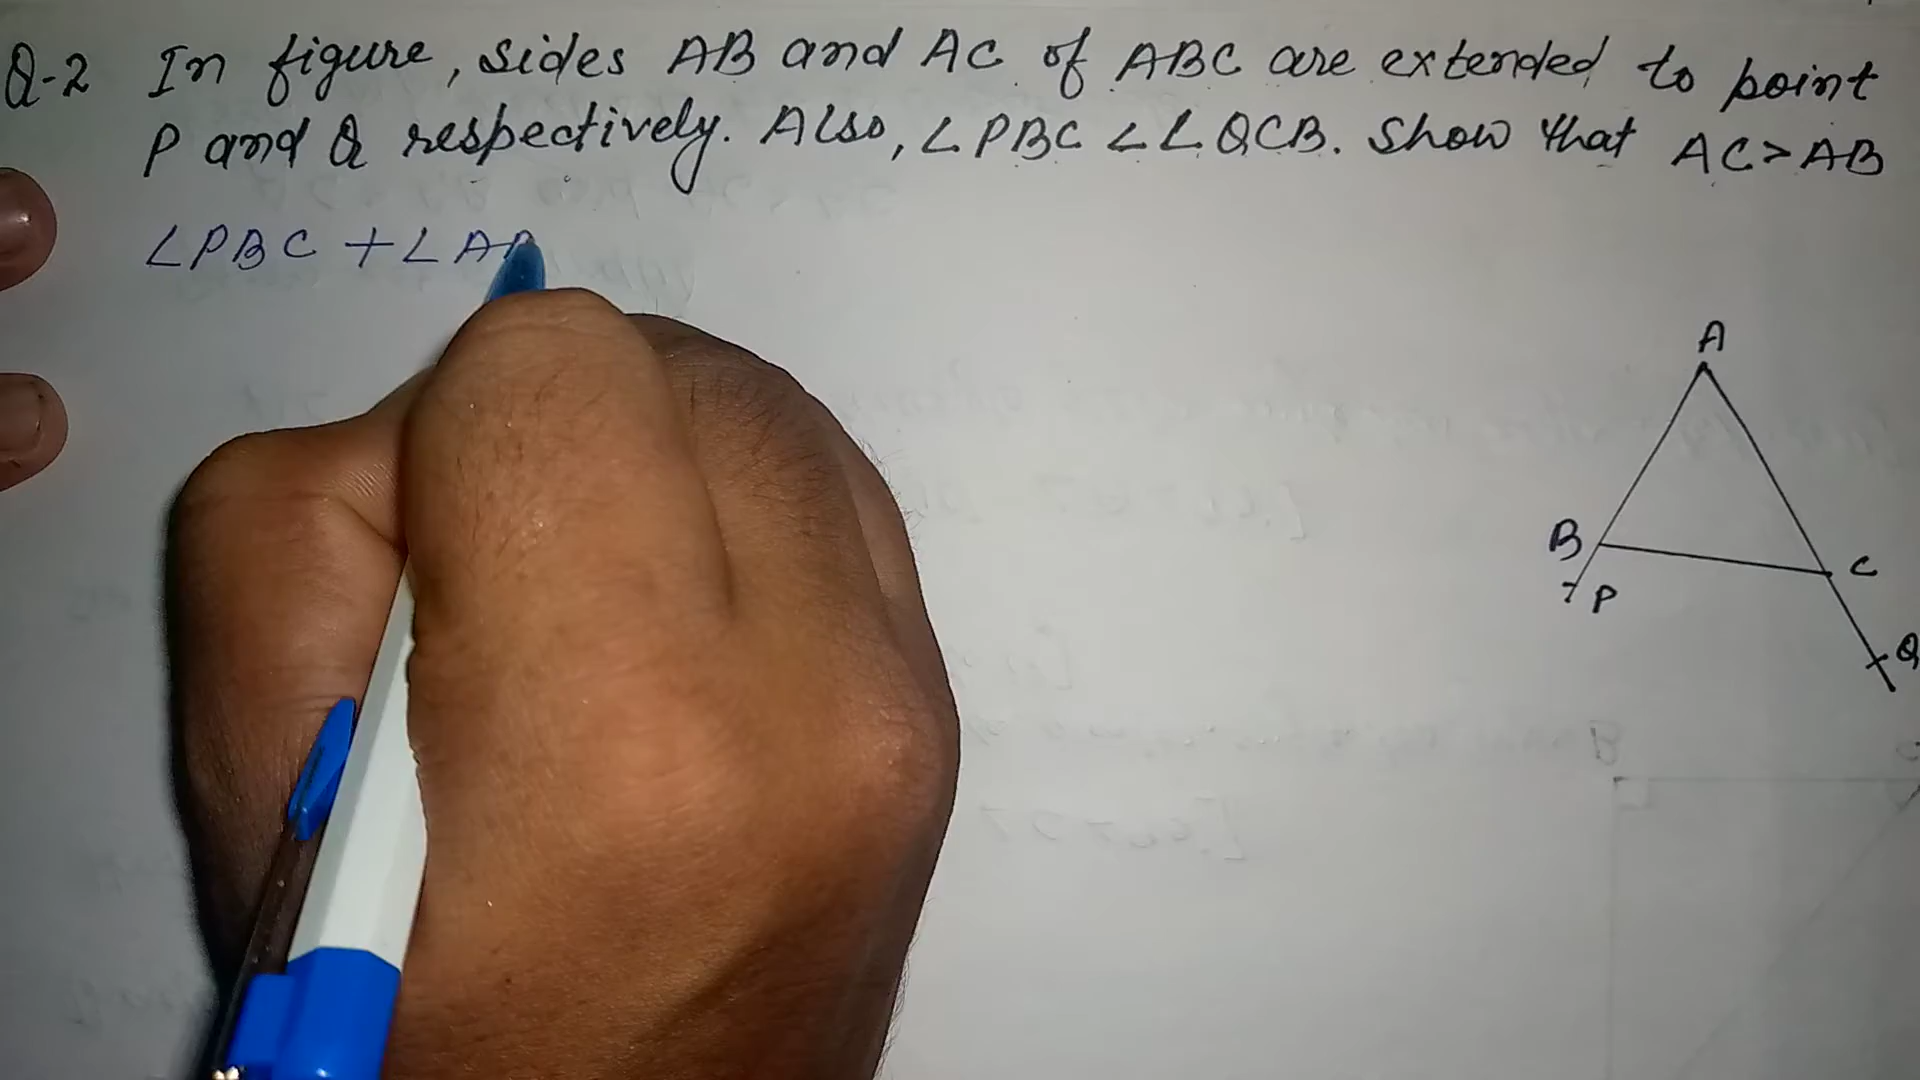 Q-2 In figure, sides AB and AC of ABC are extended to point
P and Q respectively. Also, ∠PBC < ∠QCB. Show that AC > AB
∠PBC + ∠AB
A
B
C
P
Q